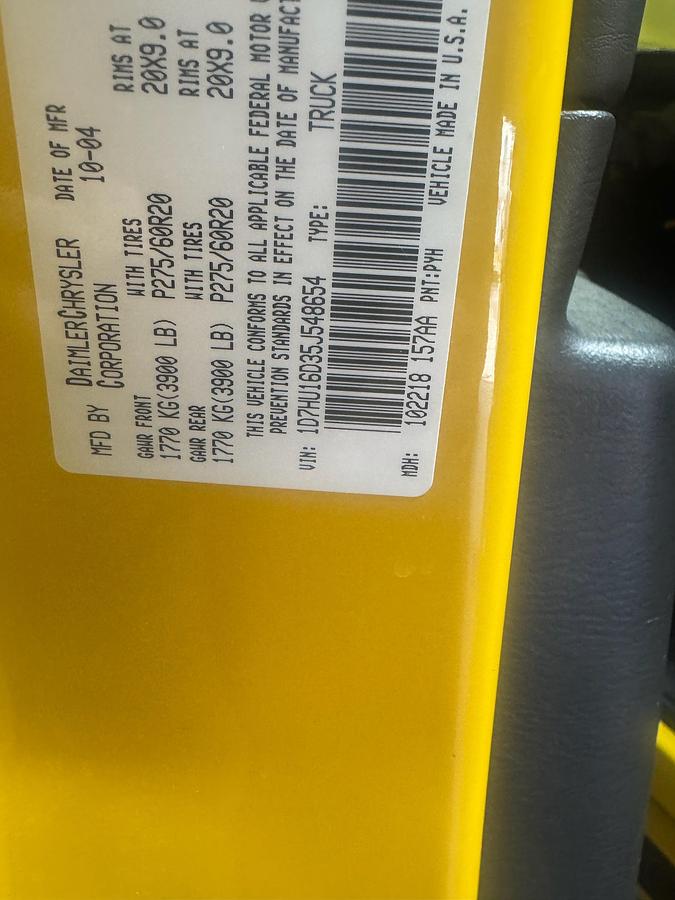 MFD BY DAIMLERCHRYSLER DATE OF MFR
CORPORATION 10-04
GAWR FRONT WITH TIRES RIMS AT
1770 KG(3900 LB) P275/60R20 20X9.0
GAWR REAR WITH TIRES RIMS AT
1770 KG(3900 LB) P275/60R20 20X9.0
THIS VEHICLE CONFORMS TO ALL APPLICABLE FEDERAL MOTOR
PREVENTION STANDARDS IN EFFECT ON THE DATE OF MANUFACT
VIN: 1D7HU16D35J548654 TYPE: TRUCK
MDH: 102218 157AA PNT:PYH VEHICLE MADE IN U.S.A.